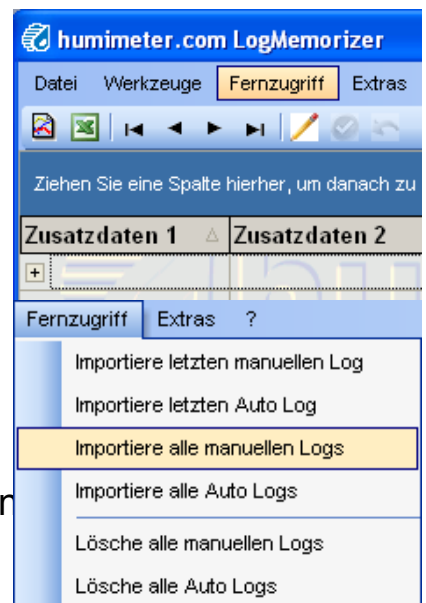 humimeter.com LogMemorizer
Datei Werkzeuge Fernzugriff Extras
Ziehen Sie eine Spalte hierher, um danach zu
Zusatzdaten 1 Zusatzdaten 2
Fernzugriff Extras ?
Importiere letzten manuellen Log
Importiere letzten Auto Log
Importiere alle manuellen Logs
Importiere alle Auto Logs
Lösche alle manuellen Logs
Lösche alle Auto Logs